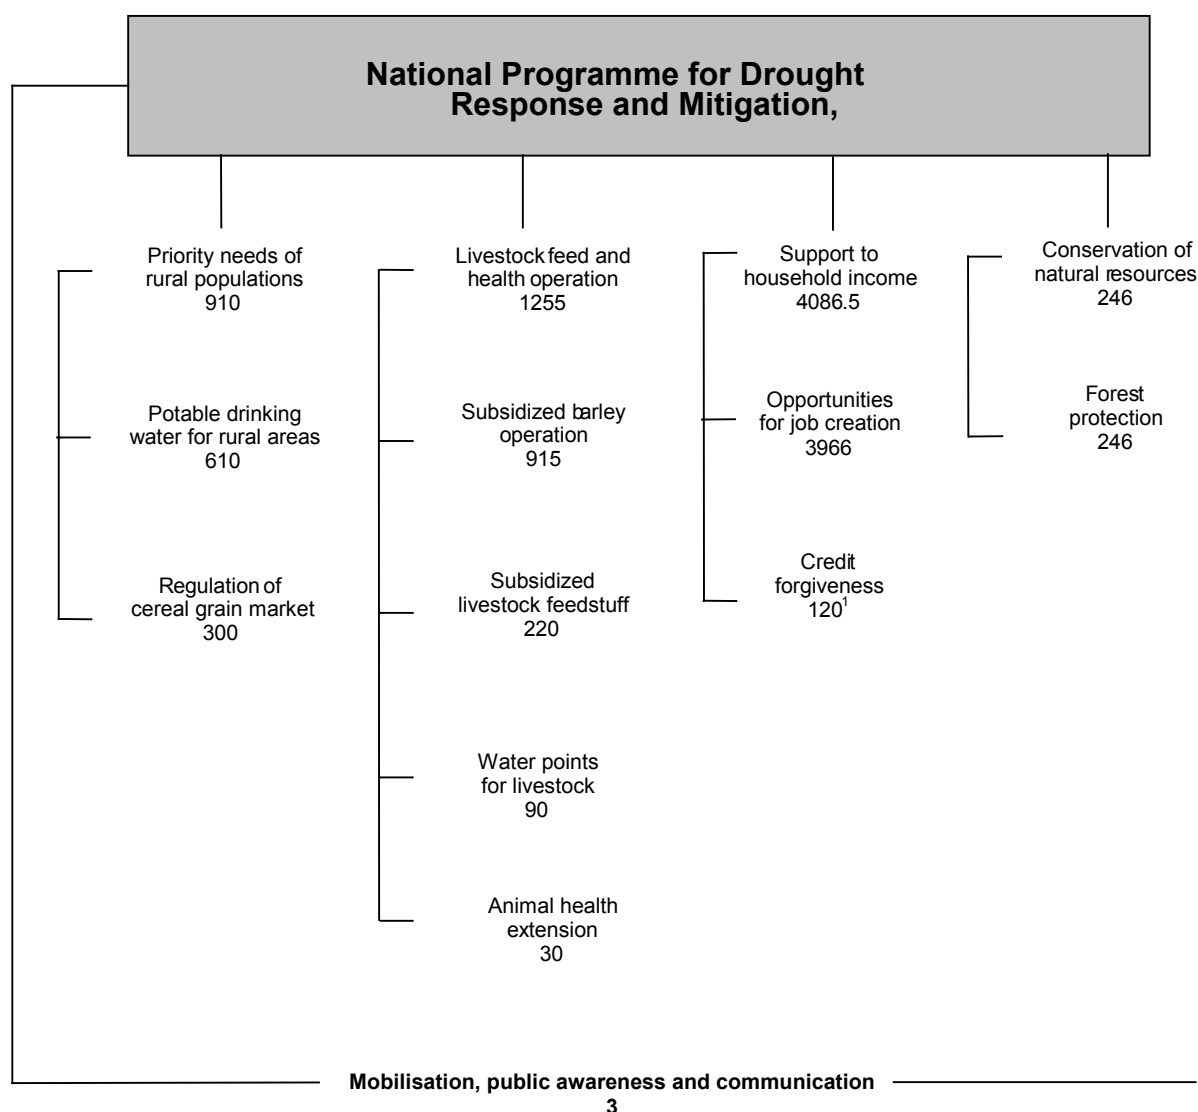 National Programme for Drought
Response and Mitigation,
Priority needs of
rural populations
910
Potable drinking
water for rural areas
610
Regulation of
cereal grain market
300
Livestock feed and
health operation
1255
Subsidized barley
operation
915
Subsidized
livestock feedstuff
220
Water points
for livestock
90
Animal health
extension
30
Support to
household income
4086.5
Opportunities
for job creation
3966
Credit
forgiveness
120¹
Conservation of
natural resources
246
Forest
protection
246
Mobilisation, public awareness and communication
3